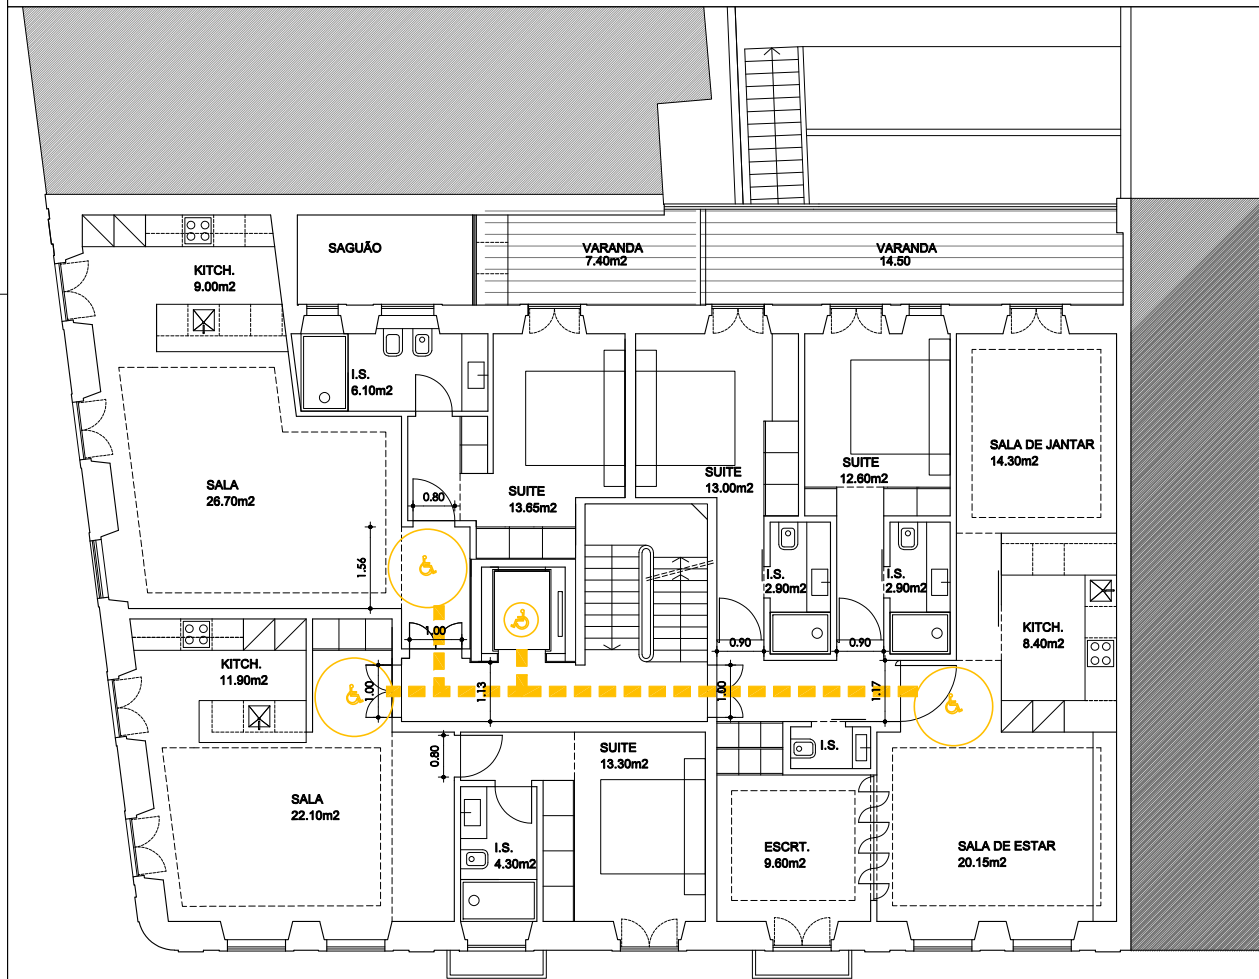 SAGUÃO
VARANDA
7.40m2
VARANDA
14.50
KITCH.
9.00m2
I.S.
6.10m2
SALA
26.70m2
SUITE
13.65m2
SUITE
13.00m2
SUITE
12.60m2
SALA DE JANTAR
14.30m2
0.80
1.56
I.S.
2.90m2
I.S.
2.90m2
KITCH.
8.40m2
1.00
0.90
0.90
KITCH.
11.90m2
1.00
1.13
1.00
1.17
0.80
SUITE
13.30m2
I.S.
SALA
22.10m2
I.S.
4.30m2
ESCRT.
9.60m2
SALA DE ESTAR
20.15m2